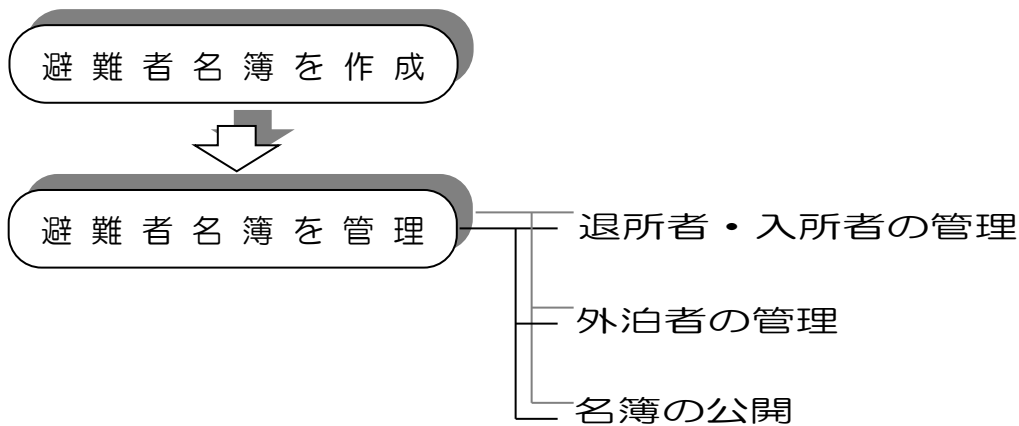 避難者名簿を作成
避難者名簿を管理
退所者・入所者の管理
外泊者の管理
名簿の公開